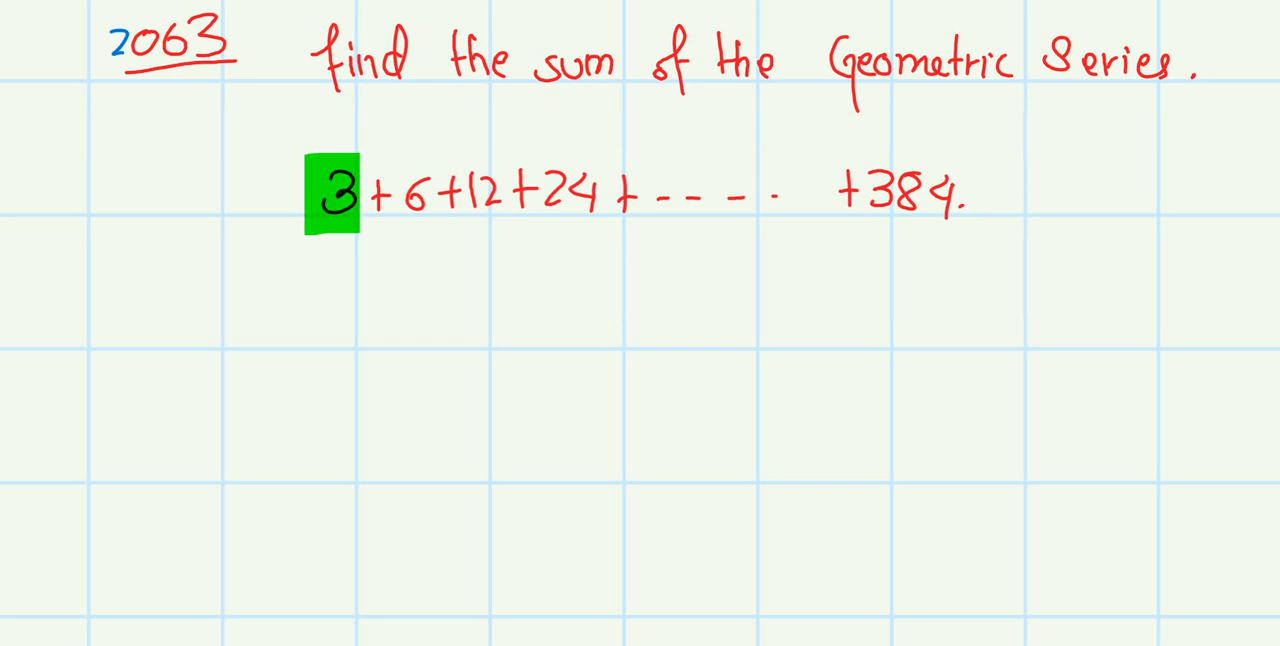 2063 find the sum of the Geometric Series.
3 + 6 + 12 + 24 + - - - - . + 384.